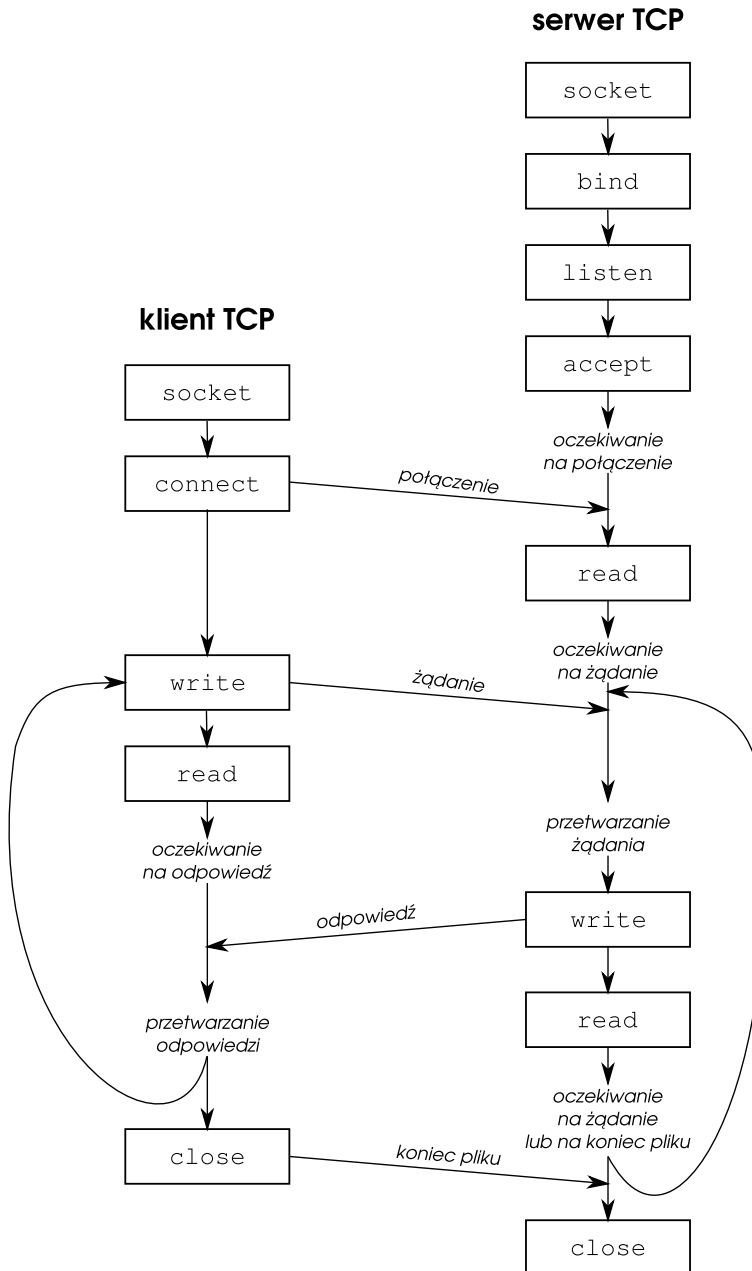 serwer TCP
socket
bind
listen
accept
oczekiwanie
na połączenie
klient TCP
socket
connect
połączenie
read
oczekiwanie
na żądanie
write
żądanie
read
oczekiwanie
na odpowiedź
przetwarzanie
żądania
write
odpowiedź
read
przetwarzanie
odpowiedzi
oczekiwanie
na żądanie
lub na koniec pliku
close
koniec pliku
close